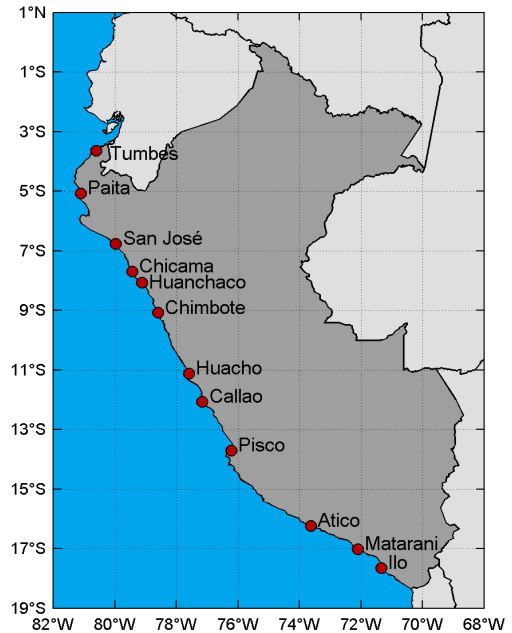 1°N
1°S
3°S
Tumbes
5°S
Paita
San José
7°S
Chicama
Huanchaco
9°S
Chimbote
11°S
Huacho
Callao
13°S
Pisco
15°S
Atico
17°S
Matarani
Ilo
19°S
82°W 80°W 78°W 76°W 74°W 72°W 70°W 68°W